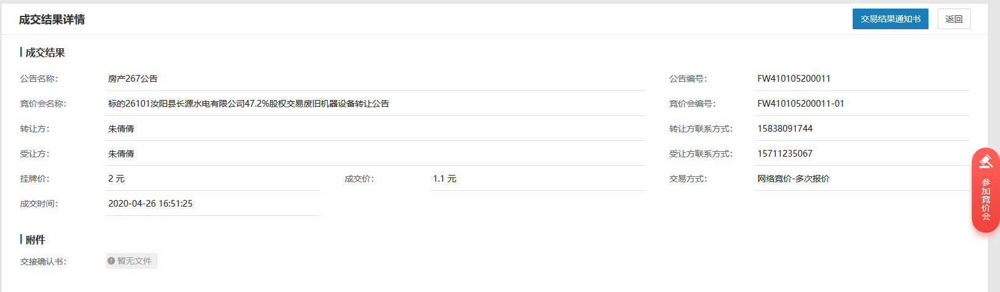 成交结果详情
交易结果通知书 返回
成交结果
公告名称: 房产267公告 公告编号: FW410105200011
竞价会名称: 标的26101汝阳县长源水电有限公司47.2%股权交易废旧机器设备转让公告 竞价会编号: FW410105200011-01
转让方: 朱倩倩 转让方联系方式: 15838091744
受让方: 朱倩倩 受让方联系方式: 15711235067
挂牌价: 2 元 成交价: 1.1 元 交易方式: 网络竞价-多次报价
成交时间: 2020-04-26 16:51:25
参加竞价会
附件
交接确认书: 暂无文件